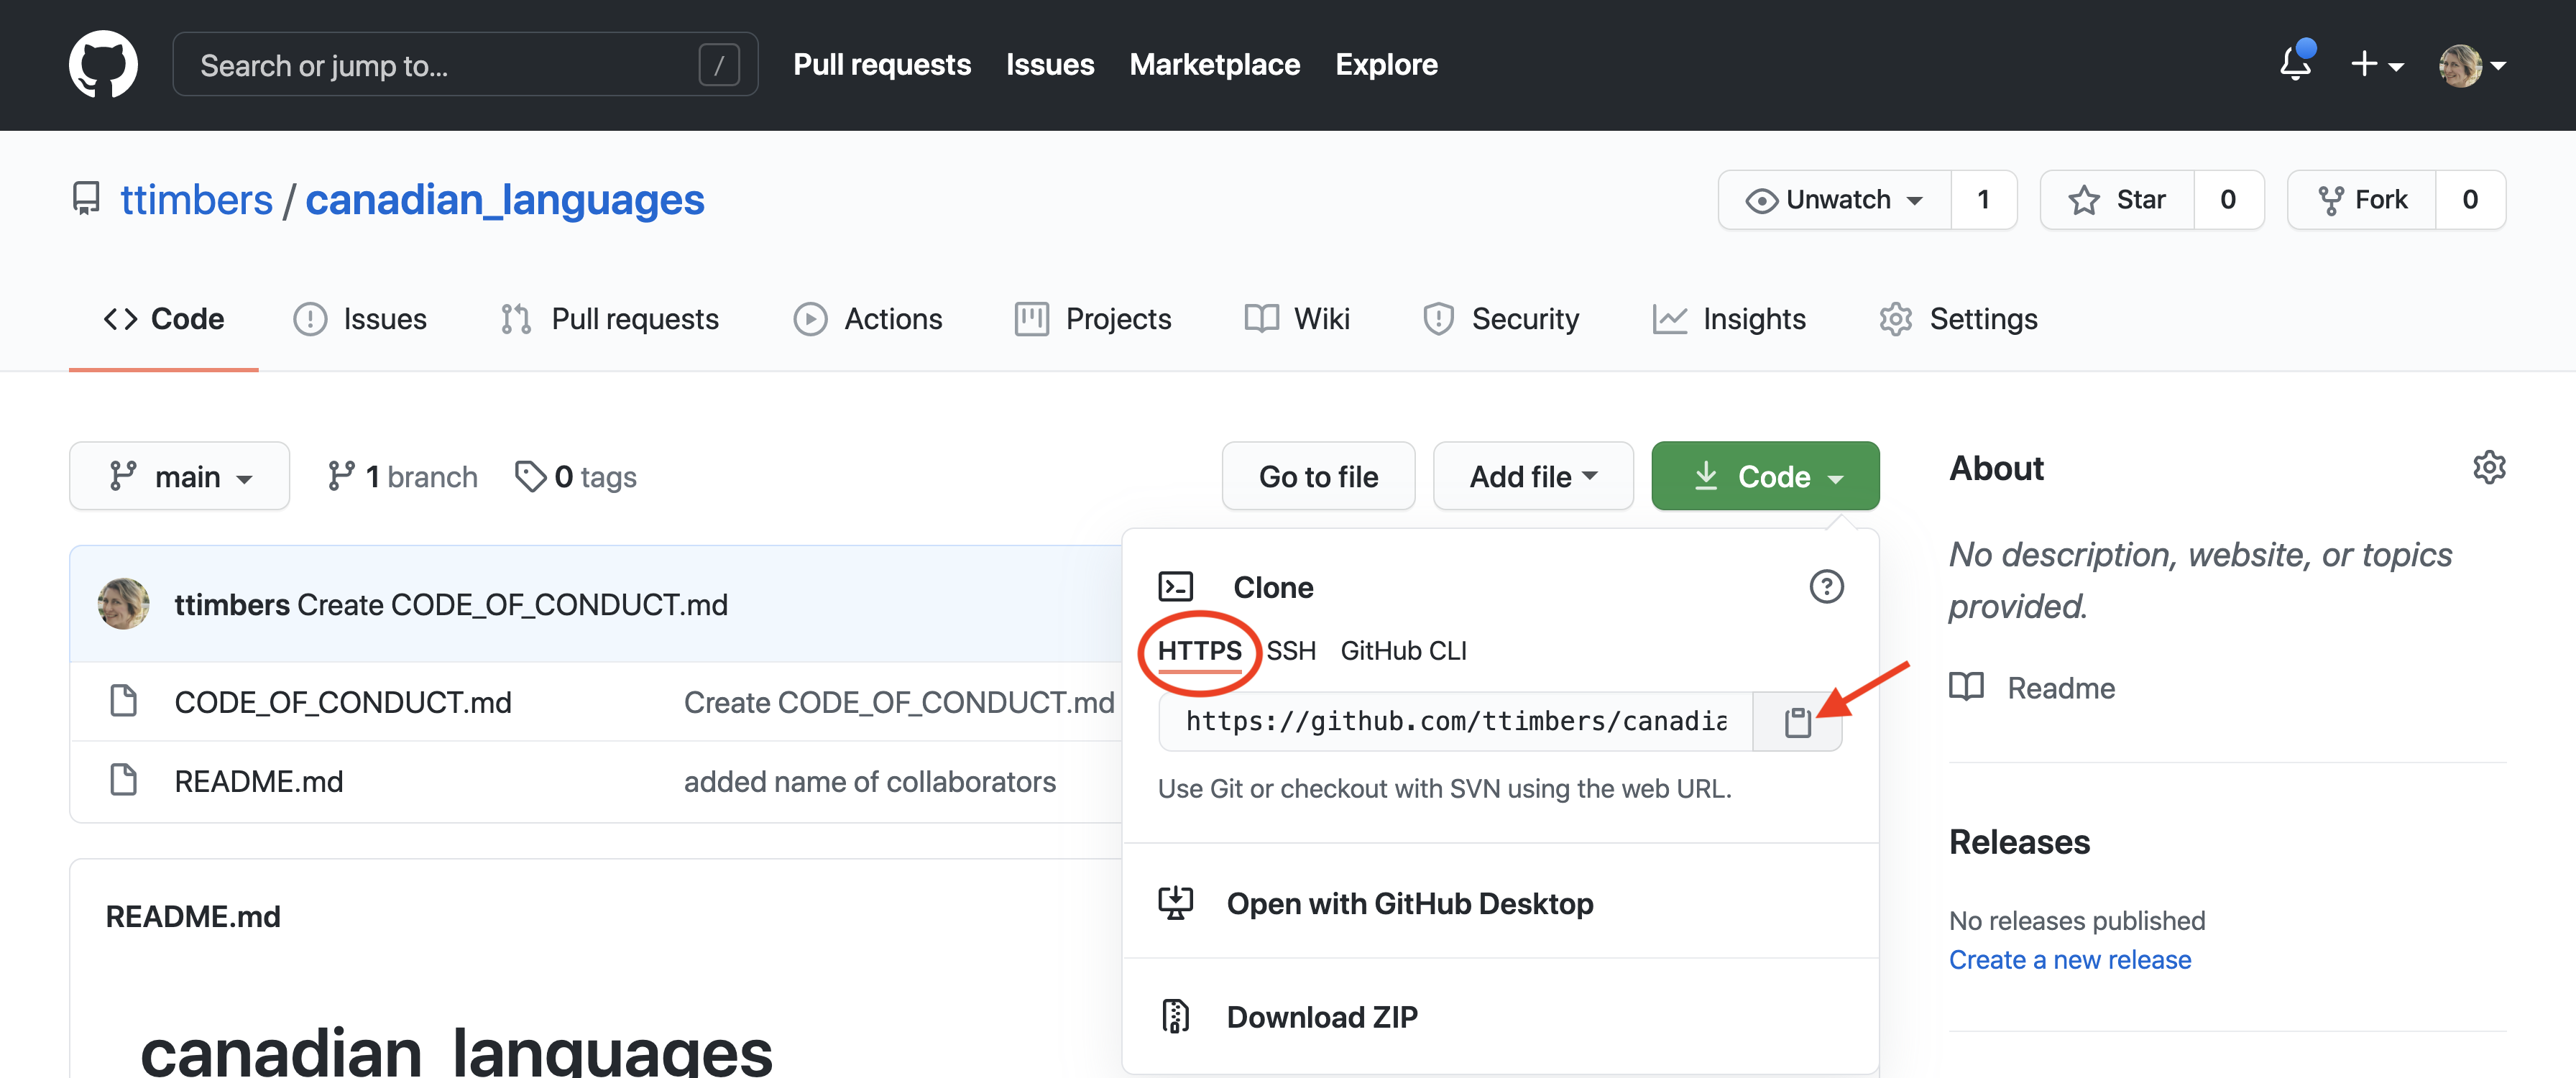 Search or jump to... /
Pull requests Issues Marketplace Explore
ttimbers / canadian_languages
Unwatch 1 Star 0 Fork 0
Code Issues Pull requests Actions Projects Wiki Security Insights Settings
main 1 branch 0 tags
Go to file Add file Code
ttimbers Create CODE_OF_CONDUCT.md
CODE_OF_CONDUCT.md Create CODE_OF_CONDUCT.md
README.md added name of collaborators
README.md
canadian_languages
Clone
HTTPS SSH GitHub CLI
https://github.com/ttimbers/canadia
Use Git or checkout with SVN using the web URL.
Open with GitHub Desktop
Download ZIP
About
No description, website, or topics
provided.
Readme
Releases
No releases published
Create a new release